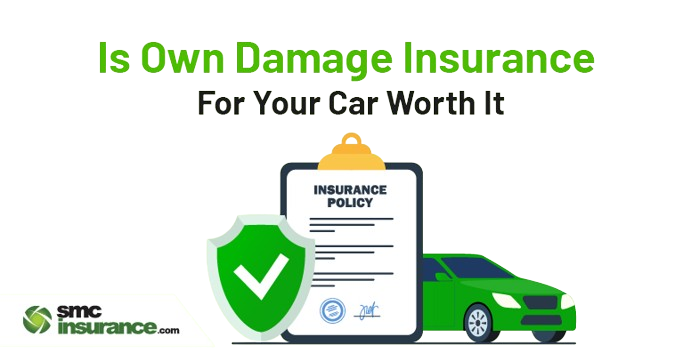 Is Own Damage Insurance
For Your Car Worth It
INSURANCE
POLICY
smc
insurance.com